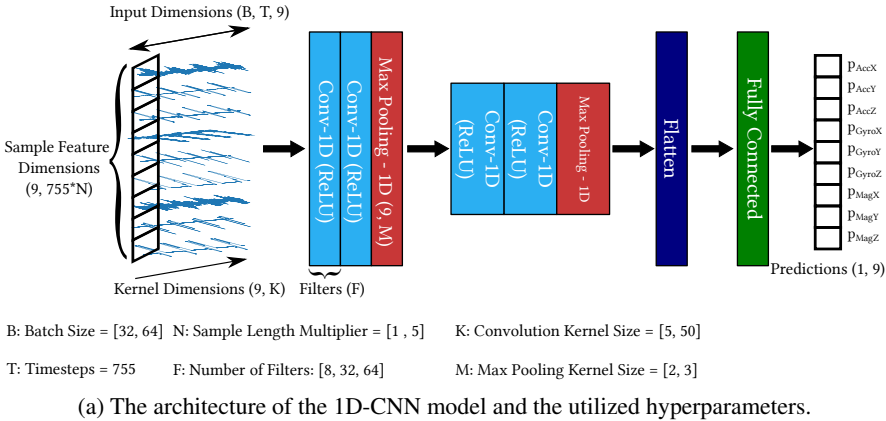 Input Dimensions (B, T, 9)
Sample Feature
Dimensions
(9, 755*N)
Kernel Dimensions (9, K)
Conv-1D (ReLU)
Conv-1D (ReLU)
Max Pooling - 1D (9, M)
Filters (F)
Conv-1D
(ReLU)
Conv-1D
(ReLU)
Max Pooling - 1D
Flatten
Fully Connected
PAccX
PAccY
PAccZ
PGyroX
PGyroY
PGyroZ
PMagX
PMagY
PMagZ
Predictions (1, 9)
B: Batch Size = [32, 64] N: Sample Length Multiplier = [1 , 5] K: Convolution Kernel Size = [5, 50]
T: Timesteps = 755 F: Number of Filters: [8, 32, 64] M: Max Pooling Kernel Size = [2, 3]
(a) The architecture of the 1D-CNN model and the utilized hyperparameters.